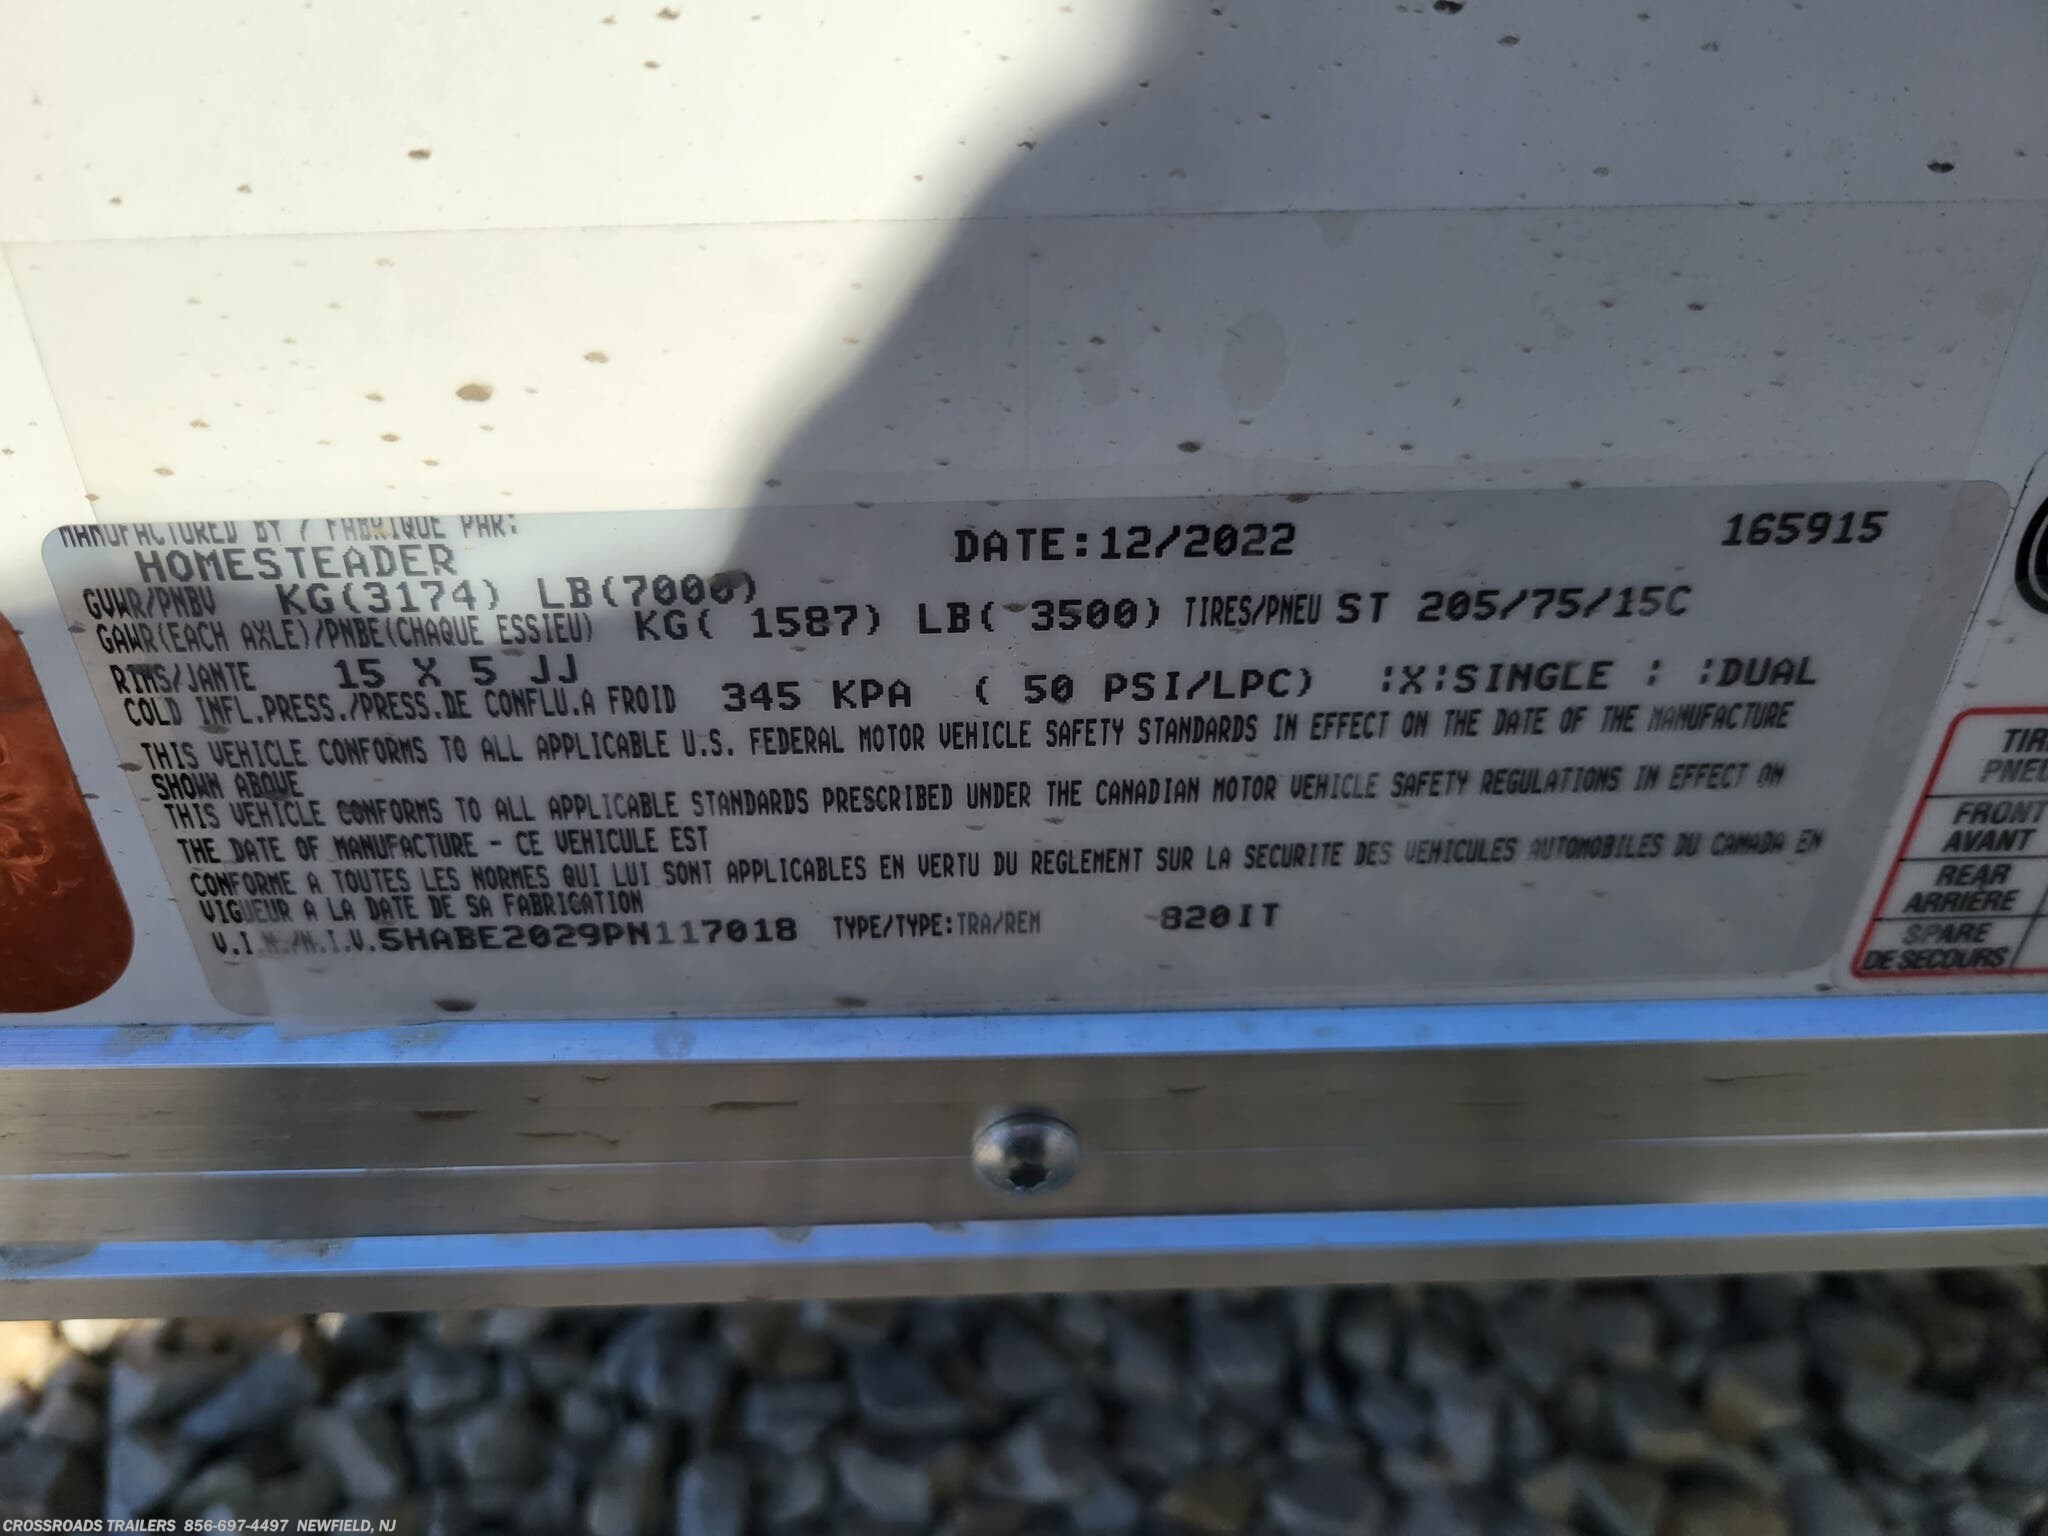 MANUFACTURED BY / FABRIQUE PAR:
HOMESTEADER DATE:12/2022 165915
GVWR/PNBV KG(3174) LB(7000)
GAWR(EACH AXLE)/PNBE(CHAQUE ESSIEU) KG( 1587) LB( 3500) TIRES/PNEU ST 205/75/15C
RIMS/JANTE 15 X 5 JJ
COLD INFL.PRESS./PRESS.DE CONFLU.A FROID 345 KPA ( 50 PSI/LPC) :X:SINGLE : :DUAL
THIS VEHICLE CONFORMS TO ALL APPLICABLE U.S. FEDERAL MOTOR VEHICLE SAFETY STANDARDS IN EFFECT ON THE DATE OF THE MANUFACTURE
SHOWN ABOVE
THIS VEHICLE CONFORMS TO ALL APPLICABLE STANDARDS PRESCRIBED UNDER THE CANADIAN MOTOR VEHICLE SAFETY REGULATIONS IN EFFECT ON
THE DATE OF MANUFACTURE - CE VEHICULE EST
CONFORME A TOUTES LES NORMES QUI LUI SONT APPLICABLES EN VERTU DU REGLEMENT SUR LA SECURITE DES VEHICULES AUTOMOBILES DU CANADA EN
VIGUEUR A LA DATE DE SA FABRICATION
V.I.N./N.I.V.5HABE2029PN117018 TYPE/TYPE:TRA/REM 820IT
FRONT
AVANT
REAR
ARRIERE
SPARE
DE SECOURS
CROSSROADS TRAILERS 856-697-4497 NEWFIELD, NJ